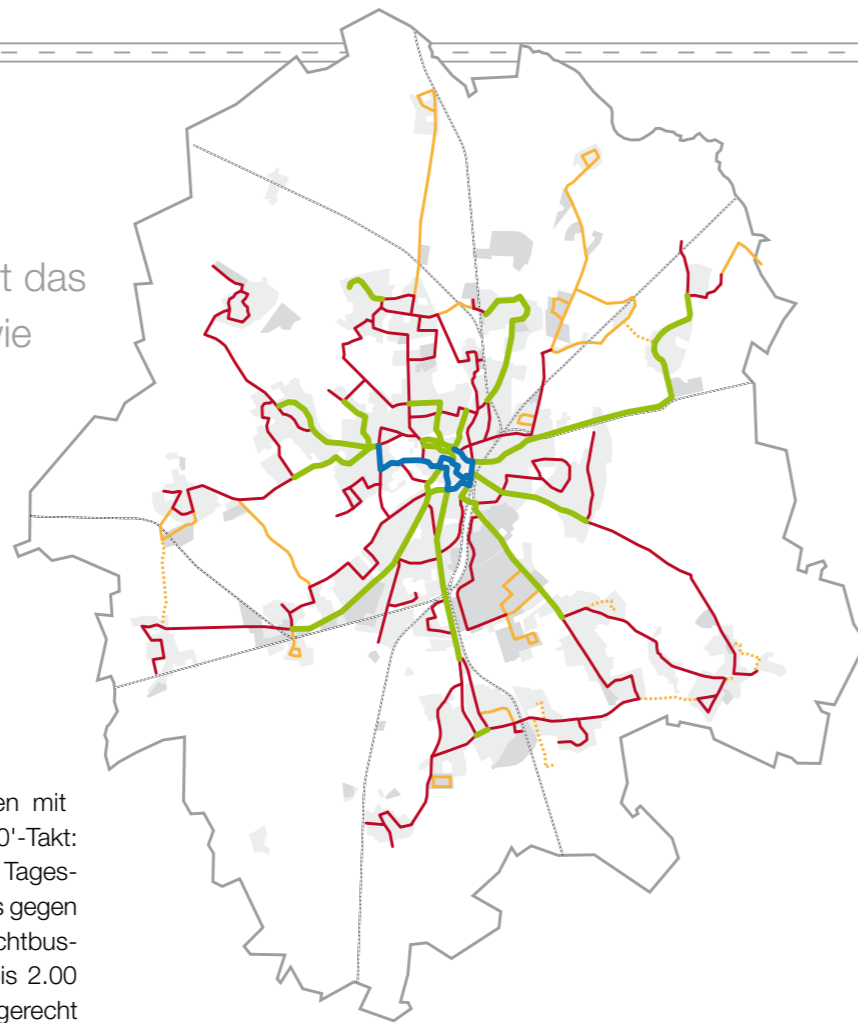 t das
vie
en mit
0'-Takt:
Tages-
s gegen
chtbus-
is 2.00
gerecht